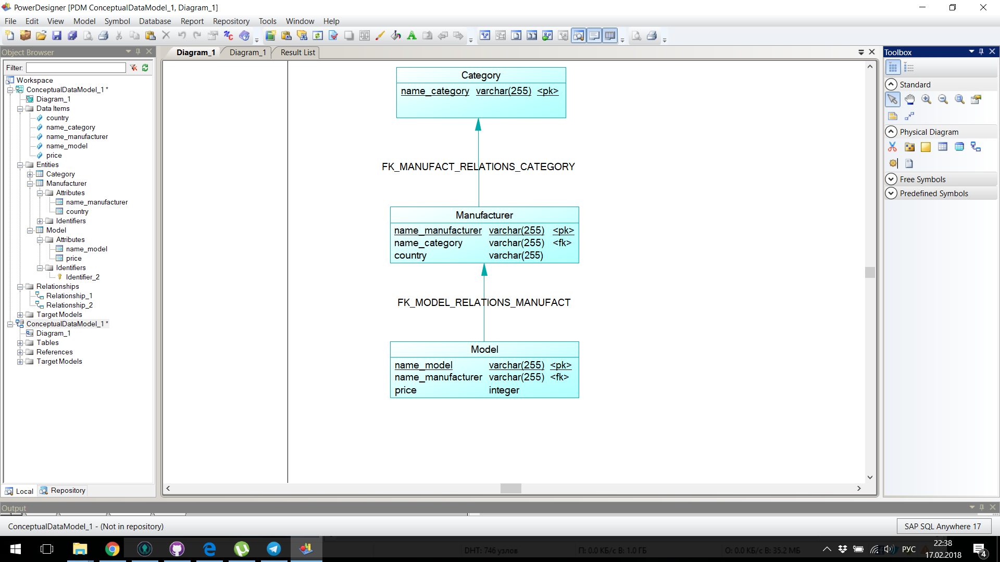 PowerDesigner [PDM ConceptualDataModel_1, Diagram_1]
File Edit View Model Symbol Database Report Repository Tools Window Help
Object Browser
Filter:
Workspace
ConceptualDataModel_1 *
Diagram_1
Data Items
country
name_category
name_manufacturer
name_model
price
Entities
Category
Manufacturer
Attributes
name_manufacturer
country
Identifiers
Model
Attributes
name_model
price
Identifiers
Identifier_2
Relationships
Relationship_1
Relationship_2
Target Models
ConceptualDataModel_1 *
Diagram_1
Tables
References
Target Models
Local Repository
Diagram_1 Diagram_1 Result List
Category
name_category varchar(255) <pk>
FK_MANUFACT_RELATIONS_CATEGORY
Manufacturer
name_manufacturer varchar(255) <pk>
name_category varchar(255) <fk>
country varchar(255)
FK_MODEL_RELATIONS_MANUFACT
Model
name_model varchar(255) <pk>
name_manufacturer varchar(255) <fk>
price integer
Toolbox
Standard
Physical Diagram
Free Symbols
Predefined Symbols
Output
ConceptualDataModel_1 - (Not in repository)
SAP SQL Anywhere 17
DHT: 746 узлов П: 0.0 КБ/с В: 1.0 ГБ О: 0.0 КБ/с В: 35.2 МБ
РУС
22:38
17.02.2018
4